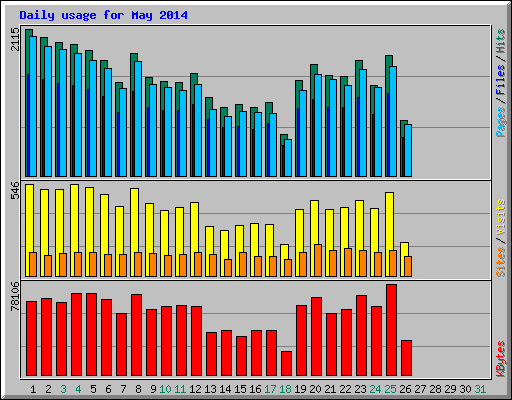 Daily usage for May 2014
2115
Pages / Files / Hits
546
Sites / Visits
78106
KBytes
1 2 3 4 5 6 7 8 9 10 11 12 13 14 15 16 17 18 19 20 21 22 23 24 25 26 27 28 29 30 31